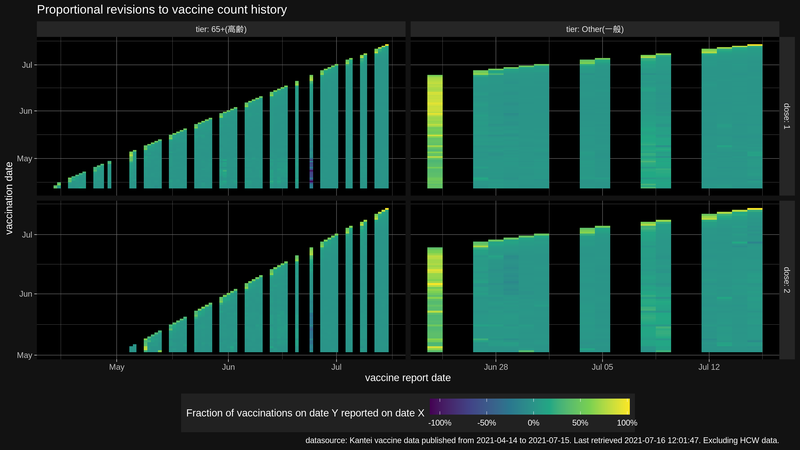 Proportional revisions to vaccine count history
tier: 65+(高齢)
tier: Other(一般)
Jul
Jun
May
dose: 1
vaccination date
Jul
Jun
May
dose: 2
May
Jun
Jul
Jun 28
Jul 05
Jul 12
vaccine report date
Fraction of vaccinations on date Y reported on date X
-100%
-50%
0%
50%
100%
datasource: Kantei vaccine data published from 2021-04-14 to 2021-07-15. Last retrieved 2021-07-16 12:01:47. Excluding HCW data.